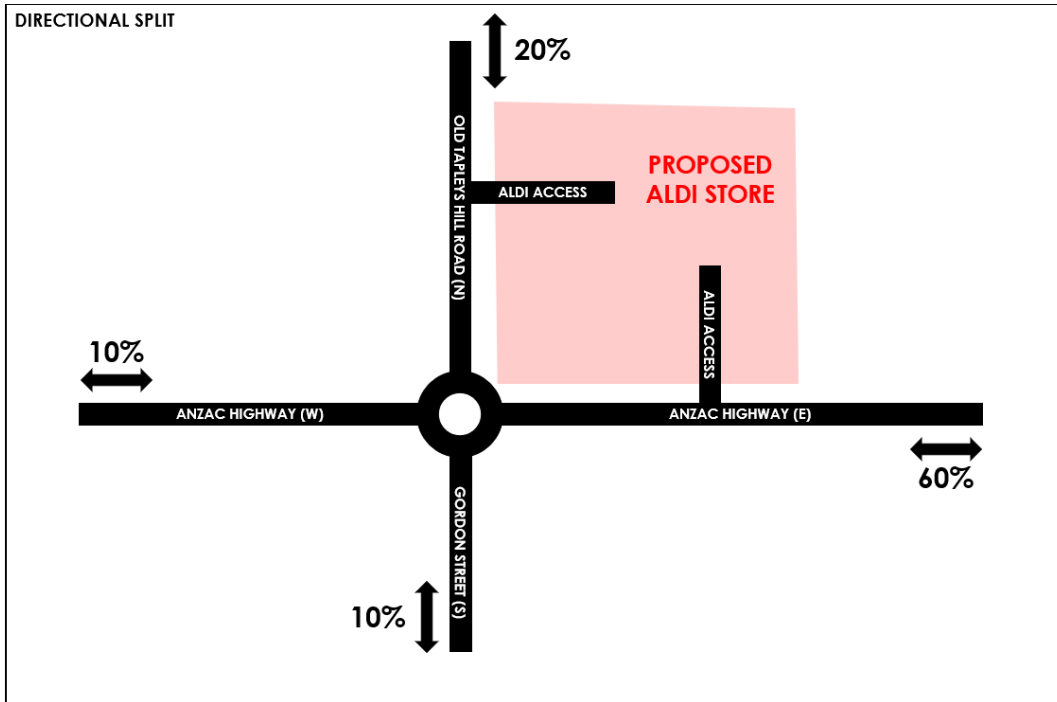 DIRECTIONAL SPLIT
20%
OLD TAPLEYS HILL ROAD (N)
PROPOSED
ALDI STORE
ALDI ACCESS
ALDI ACCESS
10%
ANZAC HIGHWAY (W)
ANZAC HIGHWAY (E)
60%
GORDON STREET (S)
10%